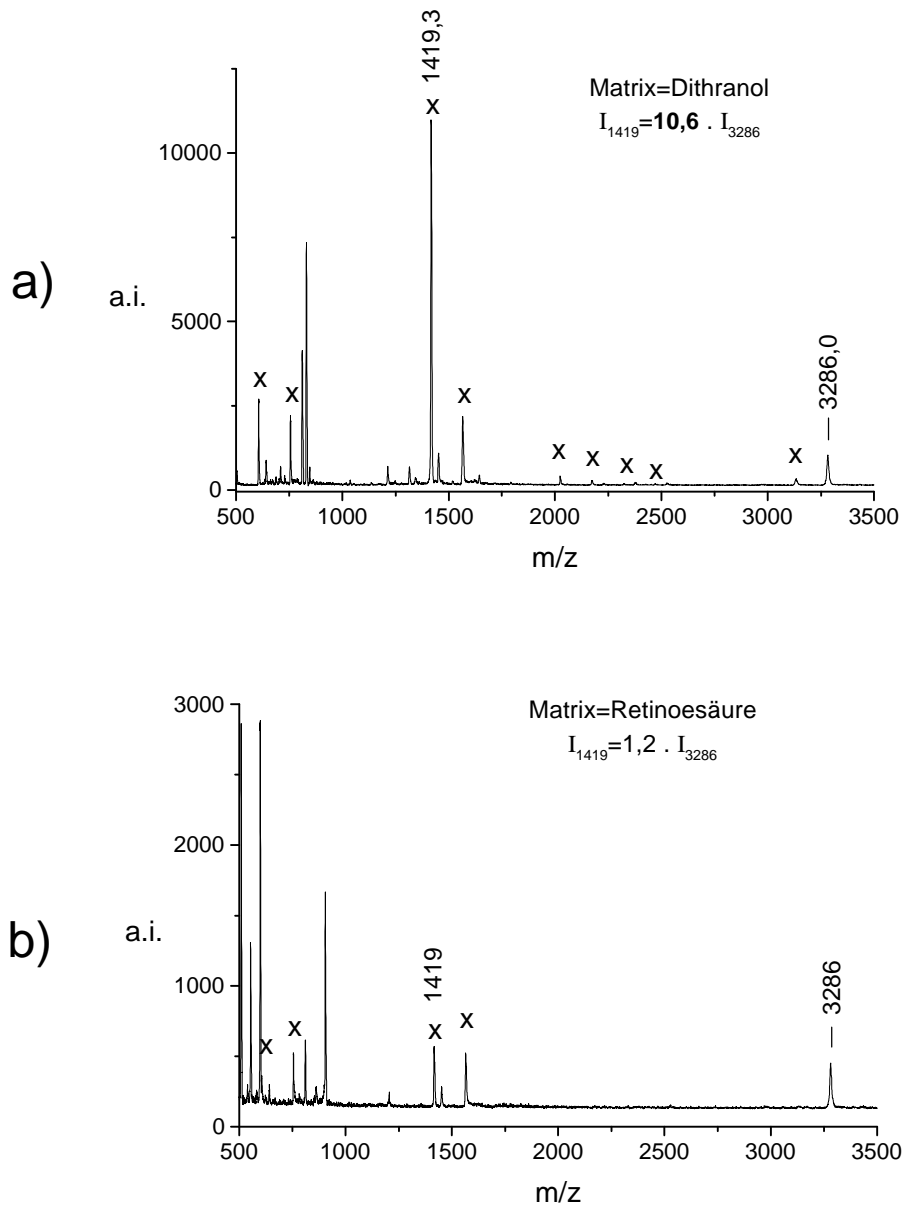 a)
a.i.
Matrix=Dithranol
I1419=10,6 . I3286
1419,3
3286,0
x x x x x x x x x
10000
5000
0
500 1000 1500 2000 2500 3000 3500
m/z
b)
a.i.
Matrix=Retinoesäure
I1419=1,2 . I3286
1419
3286
x x x x
3000
2000
1000
0
500 1000 1500 2000 2500 3000 3500
m/z